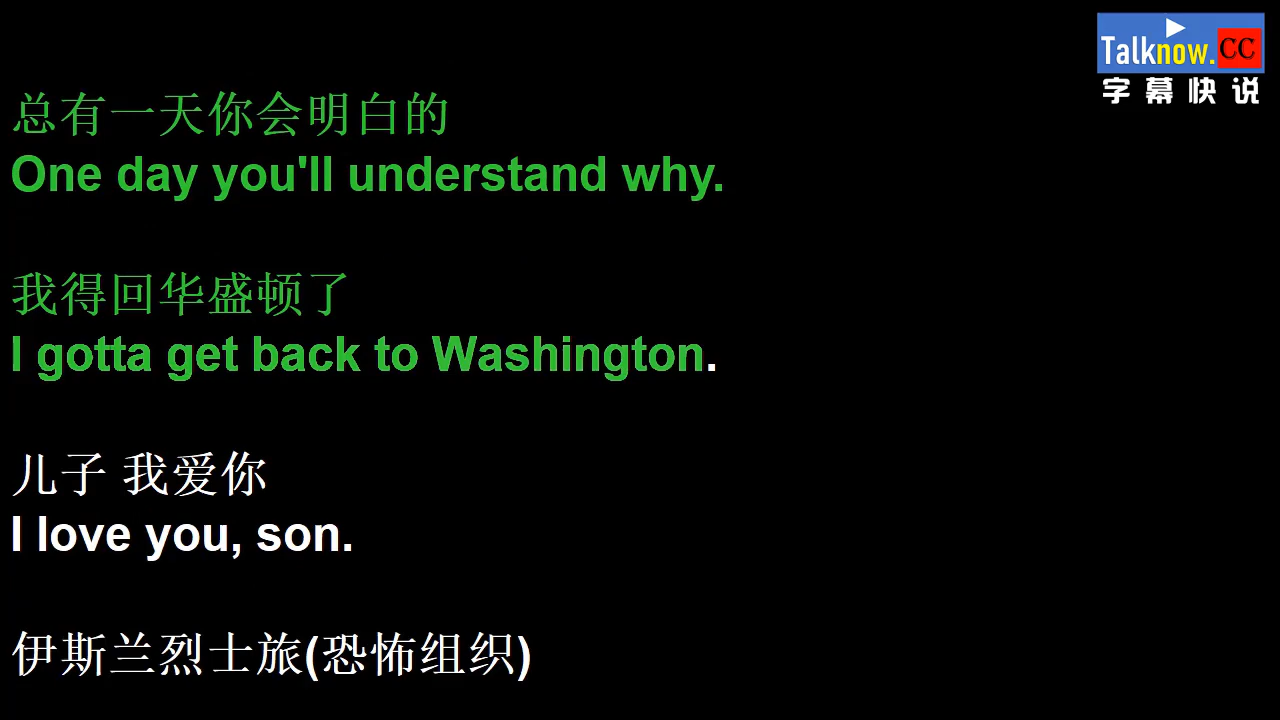 Talknow.CC
字幕快说
总有一天你会明白的
One day you'll understand why.
我得回华盛顿了
I gotta get back to Washington.
儿子 我爱你
I love you, son.
伊斯兰烈士旅(恐怖组织)